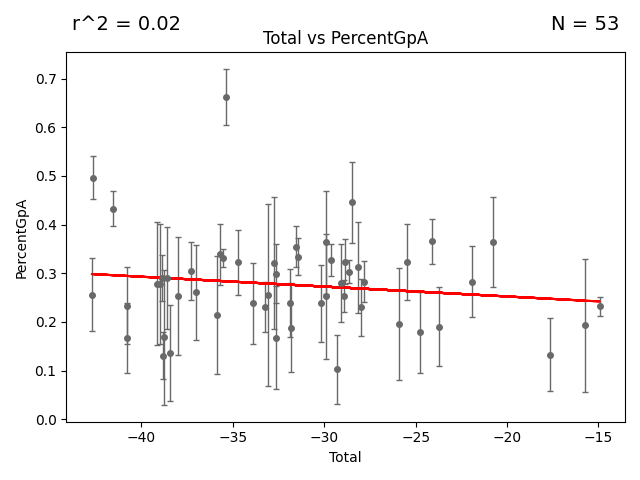 r^2 = 0.02
N = 53
Total vs PercentGpA
PercentGpA
0.7
0.6
0.5
0.4
0.3
0.2
0.1
0.0
−40
−35
−30
−25
−20
−15
Total